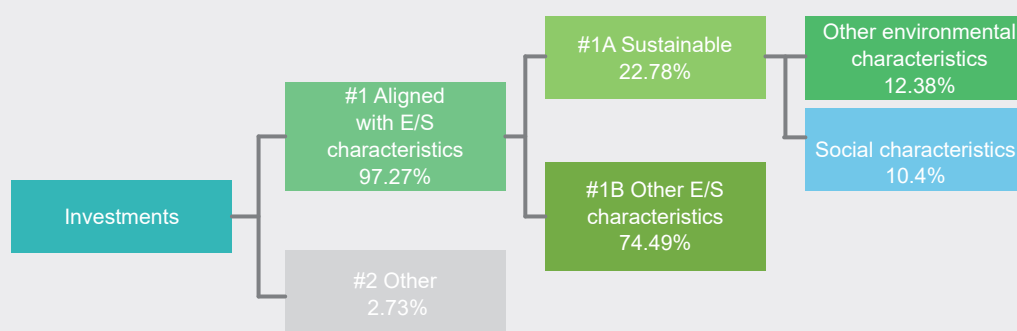 Investments
#1 Aligned
with E/S
characteristics
97.27%
#2 Other
2.73%
#1A Sustainable
22.78%
#1B Other E/S
characteristics
74.49%
Other environmental
characteristics
12.38%
Social characteristics
10.4%